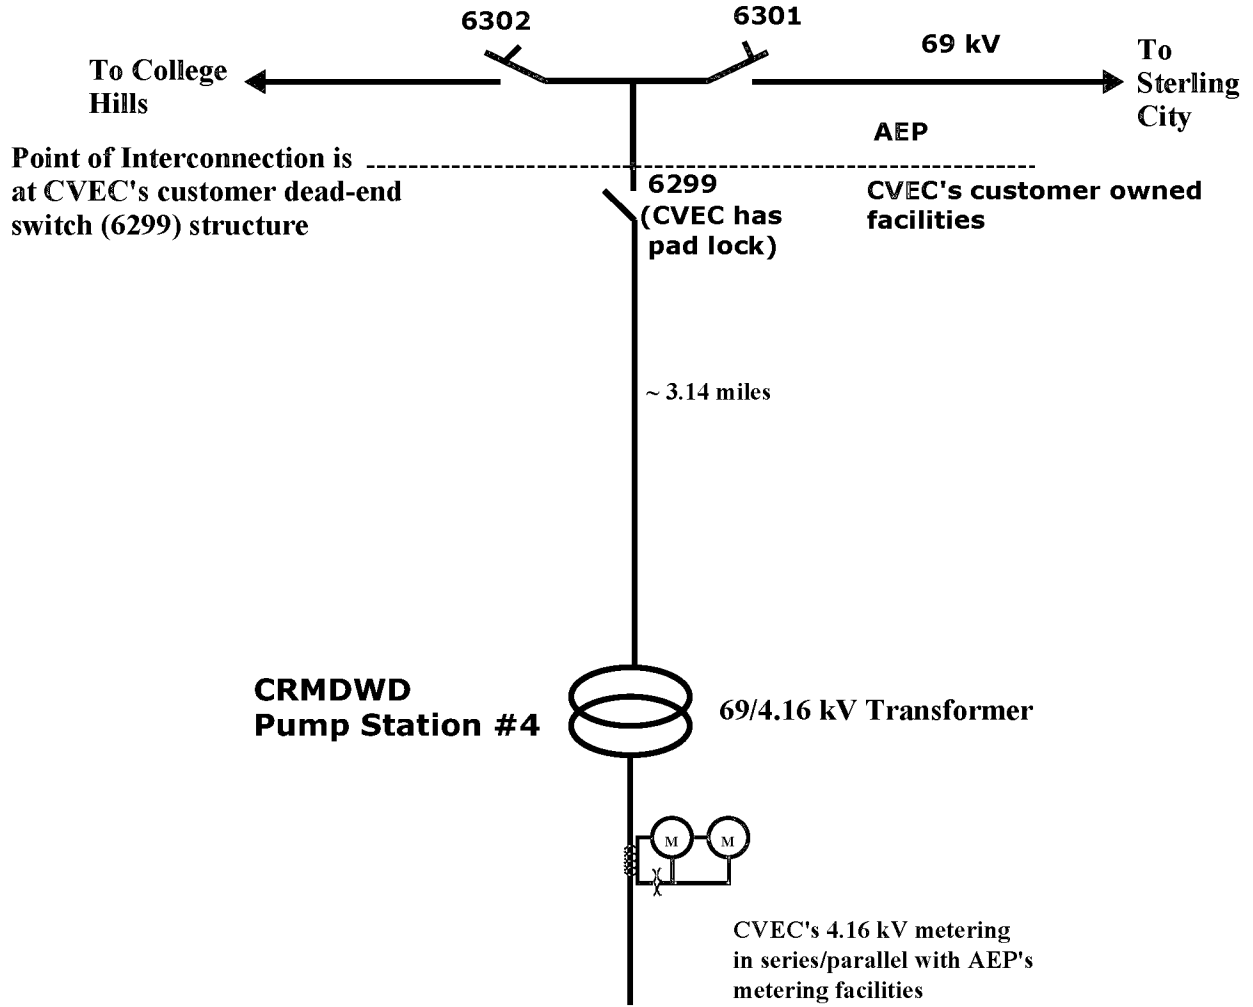 6302
6301
69 kV
To College
Hills
To
Sterling
City
AEP
Point of Interconnection is
at CVEC's customer dead-end
switch (6299) structure
6299
(CVEC has
pad lock)
CVEC's customer owned
facilities
~ 3.14 miles
CRMDWD
Pump Station #4
69/4.16 kV Transformer
M
M
CVEC's 4.16 kV metering
in series/parallel with AEP's
metering facilities